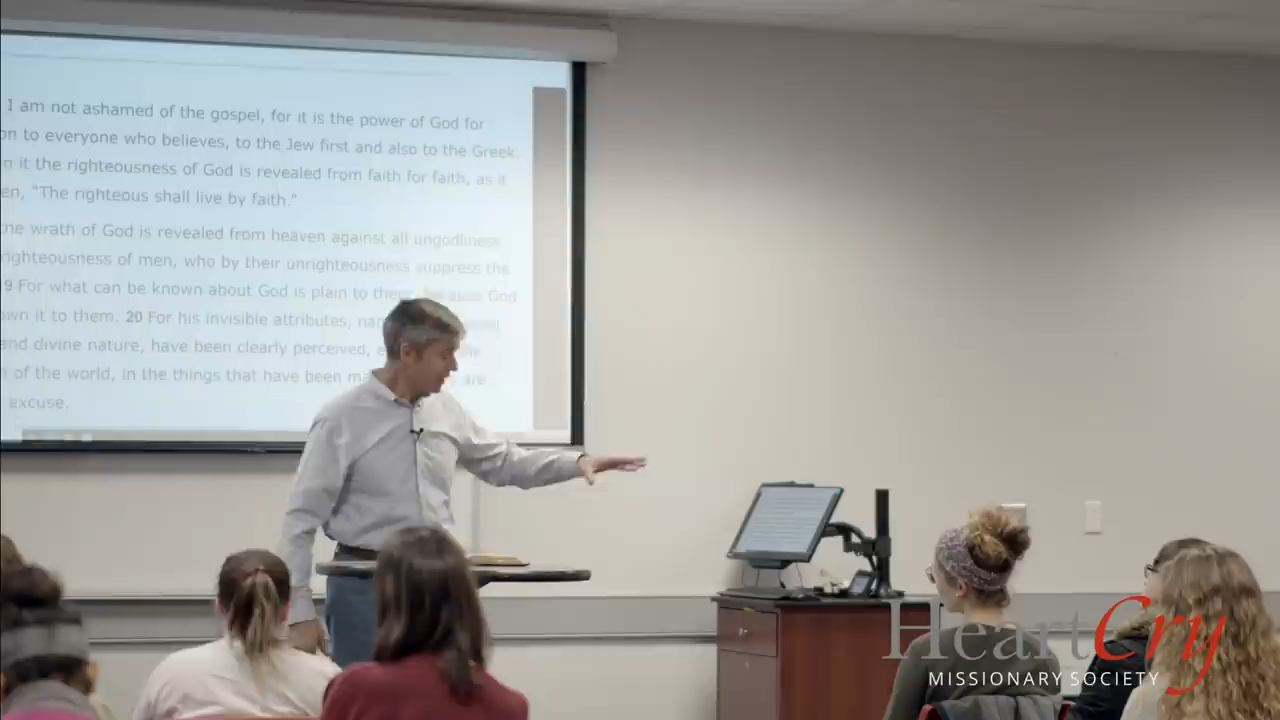 I am not ashamed of the gospel, for it is the power of God for
on to everyone who believes, to the Jew first and also to the Greek.
n it the righteousness of God is revealed from faith for faith, as it
en, "The righteous shall live by faith."
he wrath of God is revealed from heaven against all ungodliness
righteousness of men, who by their unrighteousness suppress the
9 For what can be known about God is plain to them, because God
own it to them. 20 For his invisible attributes,
and divine nature, have been clearly perceived,
n of the world, in the things that have been are
excuse.
HeartCry
MISSIONARY SOCIETY